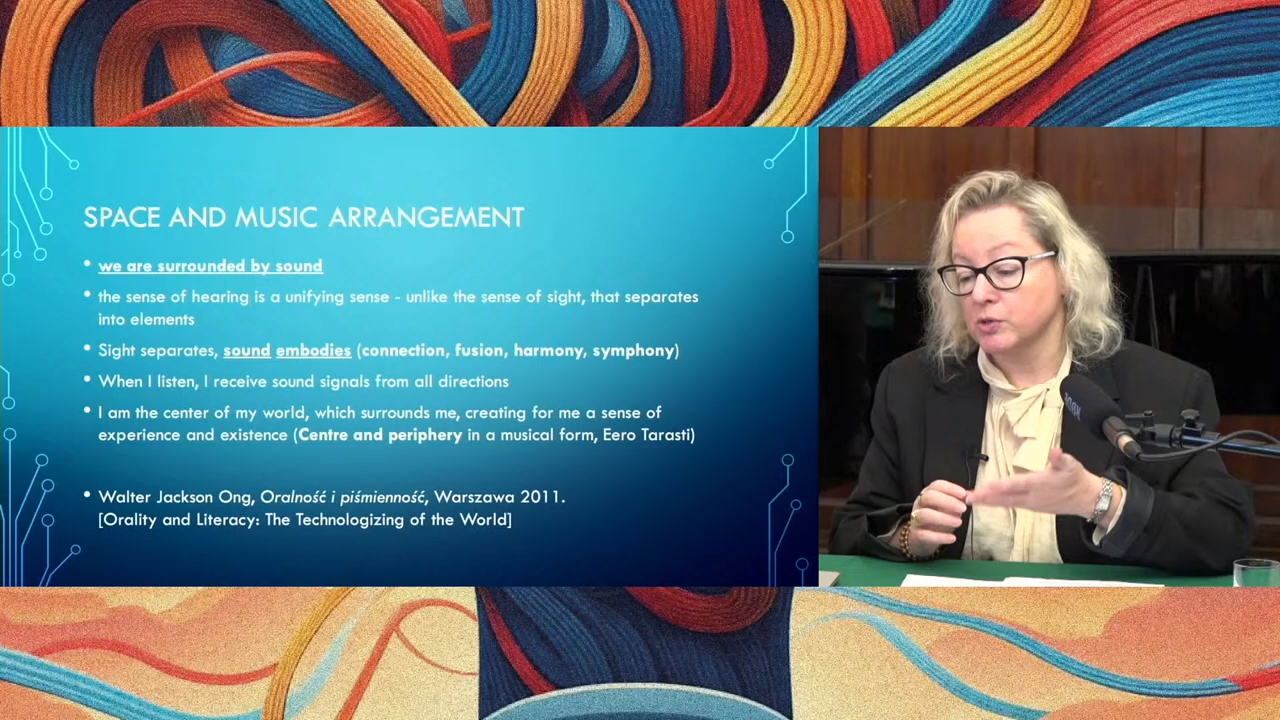 SPACE AND MUSIC ARRANGEMENT
• we are surrounded by sound
• the sense of hearing is a unifying sense - unlike the sense of sight, that separates
into elements
• Sight separates, sound embodies (connection, fusion, harmony, symphony)
• When I listen, I receive sound signals from all directions
• I am the center of my world, which surrounds me, creating for me a sense of
experience and existence (Centre and periphery in a musical form, Eero Tarasti)
• Walter Jackson Ong, Oralność i piśmienność, Warszawa 2011.
[Orality and Literacy: The Technologizing of the World]